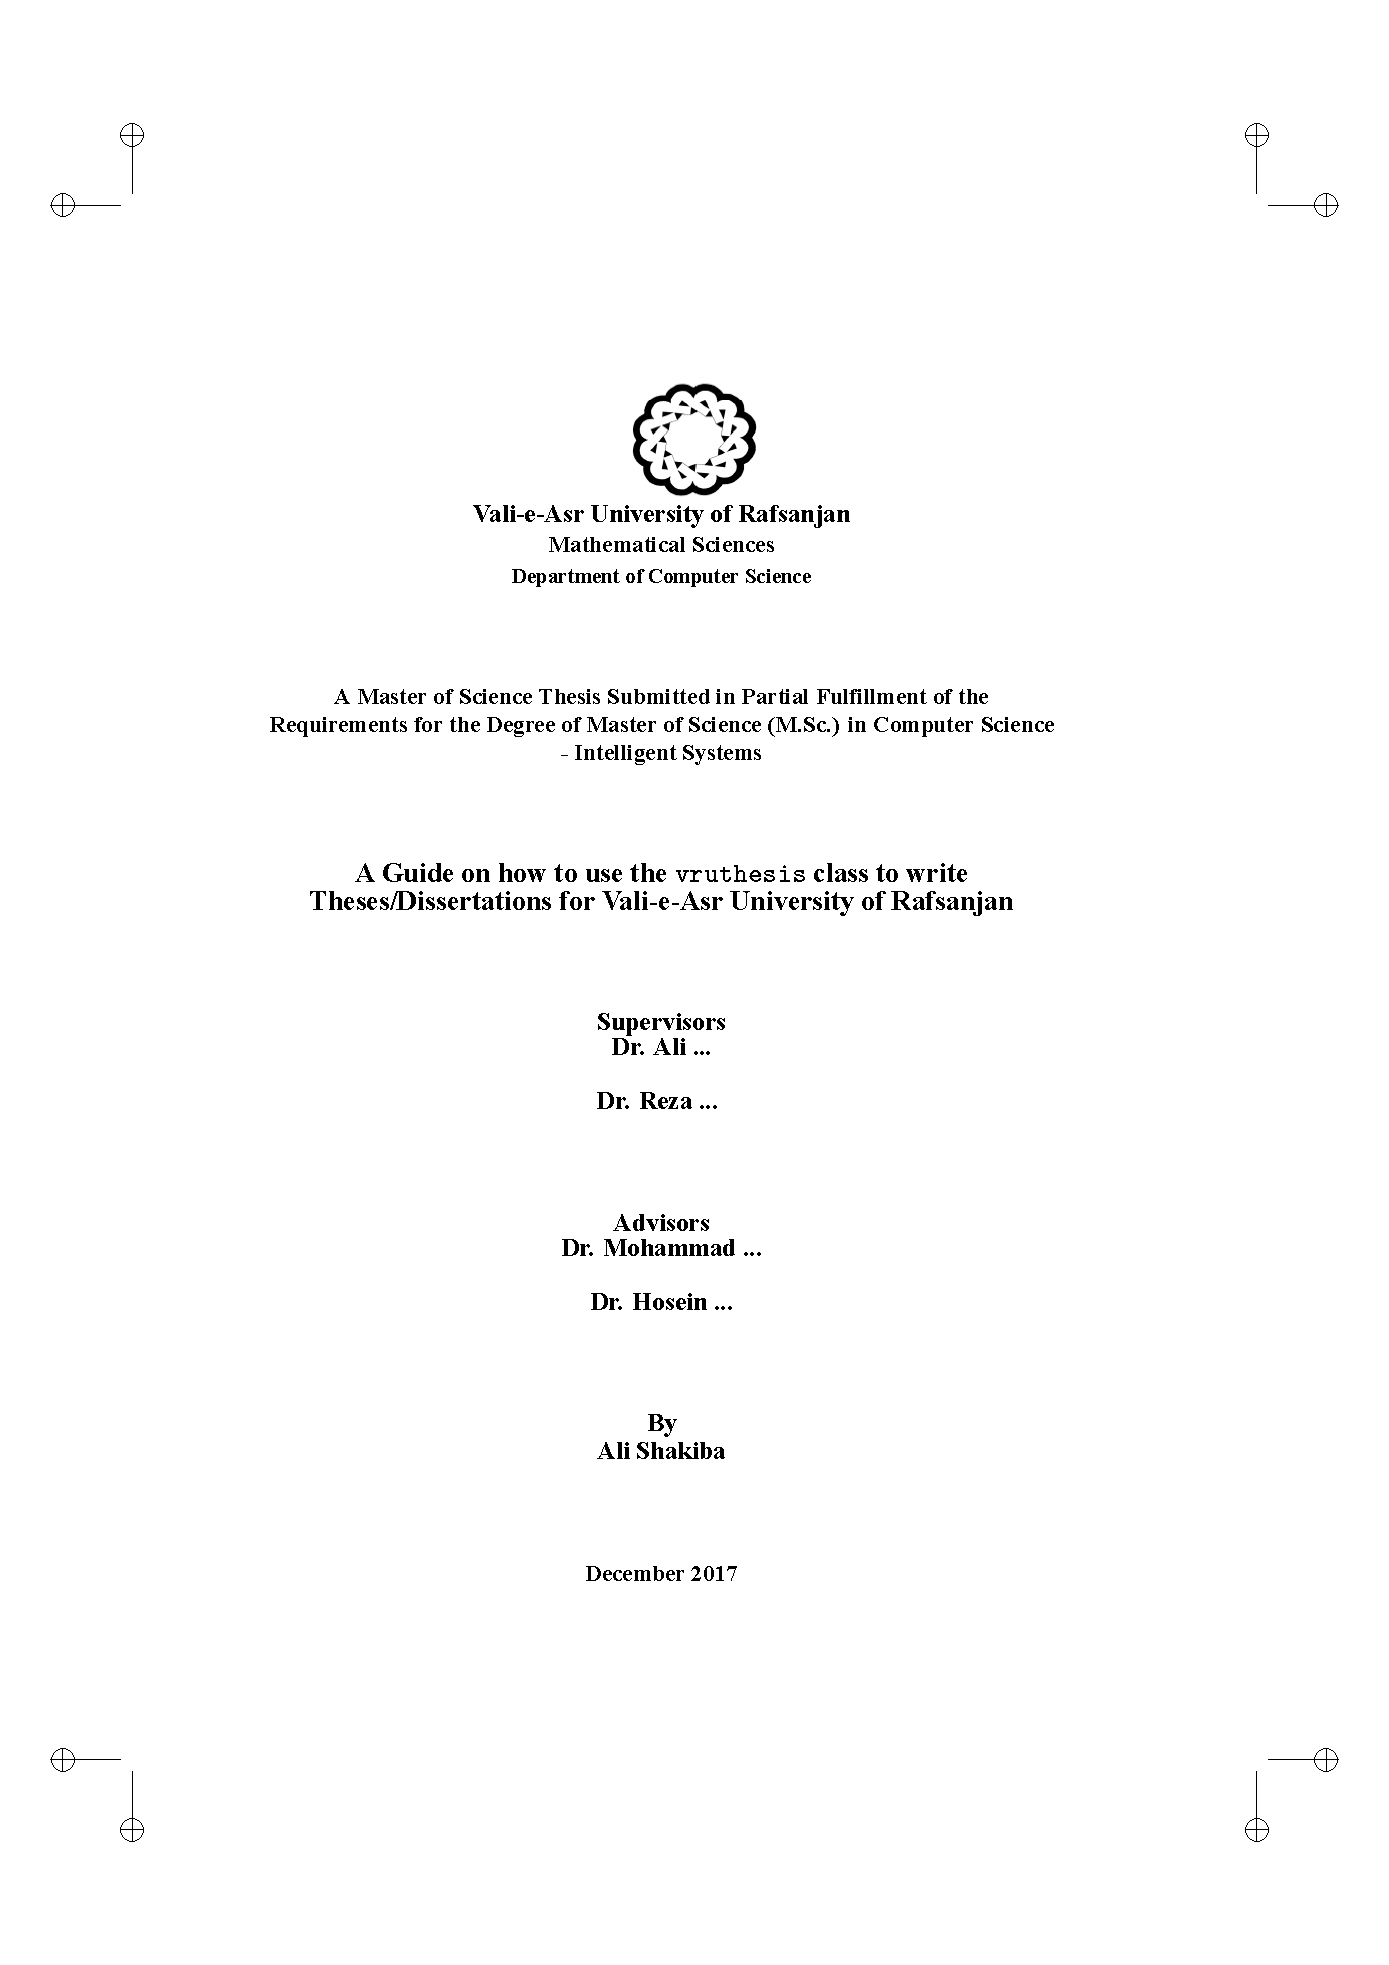 Vali-e-Asr University of Rafsanjan
Mathematical Sciences
Department of Computer Science
A Master of Science Thesis Submitted in Partial Fulfillment of the
Requirements for the Degree of Master of Science (M.Sc.) in Computer Science
- Intelligent Systems
A Guide on how to use the vruthesis class to write
Theses/Dissertations for Vali-e-Asr University of Rafsanjan
Supervisors
Dr. Ali ...
Dr. Reza ...
Advisors
Dr. Mohammad ...
Dr. Hosein ...
By
Ali Shakiba
December 2017